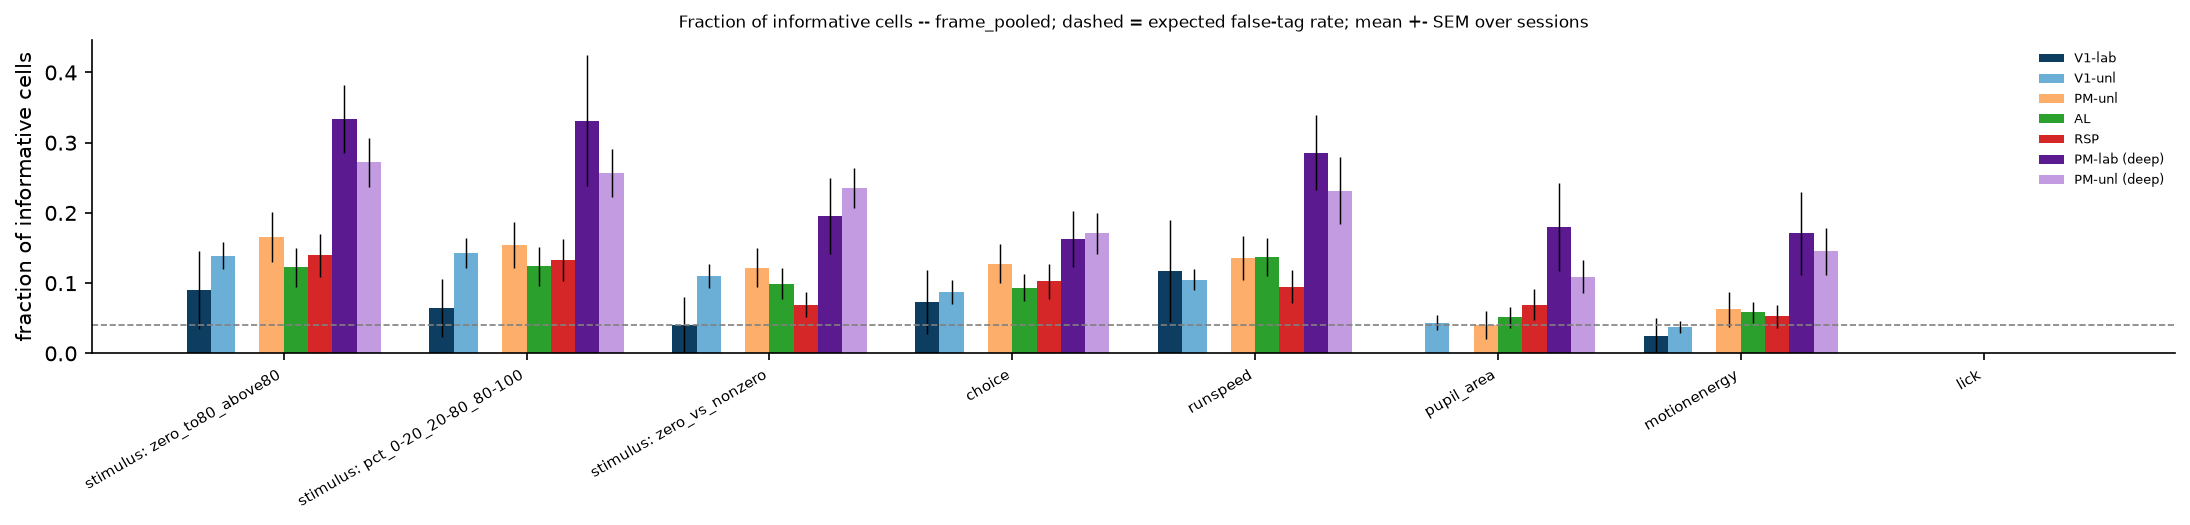 Fraction of informative cells -- frame_pooled; dashed = expected false-tag rate; mean +- SEM over sessions
fraction of informative cells
0.4
0.3
0.2
0.1
0.0
V1-lab
V1-unl
PM-unl
AL
RSP
PM-lab (deep)
PM-unl (deep)
stimulus: zero_to80_above80
stimulus: pct_0-20_20-80_80-100
stimulus: zero_vs_nonzero
choice
runspeed
pupil_area
motionenergy
lick